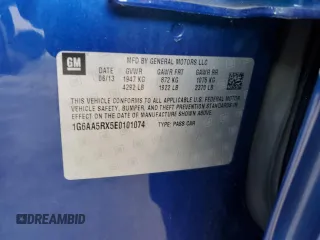 GM
MFD BY GENERAL MOTORS LLC
DATE GVWR GAWR FRT GAWR RR
08/13 1947 KG 872 KG 1075 KG
4292 LB 1922 LB 2370 LB
THIS VEHICLE CONFORMS TO ALL APPLICABLE U.S. FEDERAL MOTOR
VEHICLE SAFETY, BUMPER, AND THEFT PREVENTION
STANDARDS IN EFFECT ON THE DATE OF
MANUFACTURE SHOWN ABOVE.
1G6AA5RX5E0101074 TYPE: PASS CAR
DREAMBID